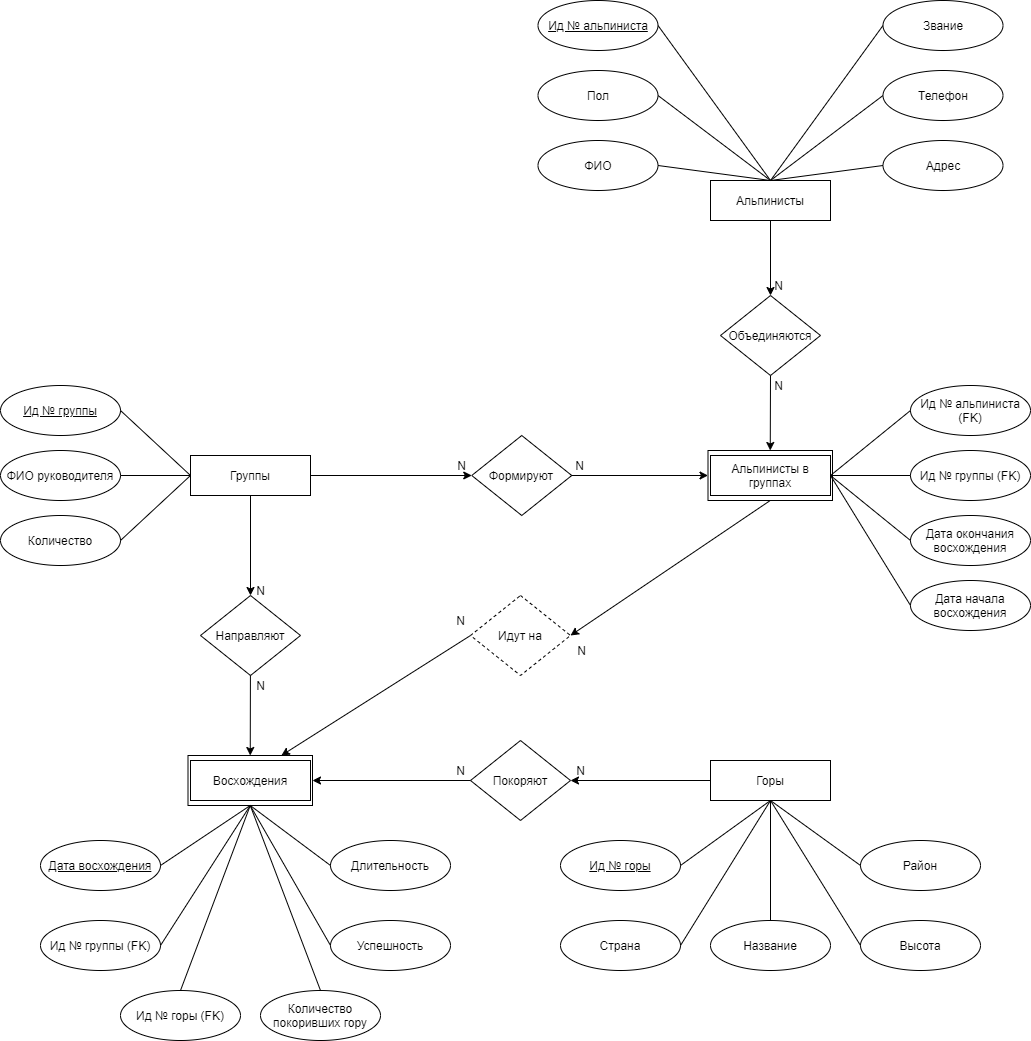 Ид № альпиниста
Звание
Пол
Телефон
ФИО
Адрес
Альпинисты
N
Объединяются
N
Ид № группы
Ид № альпиниста
(FK)
ФИО руководителя
Группы
N
Формируют
N
Альпинисты в
группах
Ид № группы (FK)
Количество
Дата окончания
восхождения
N
Направляют
N
N
Идут на
N
Дата начала
восхождения
Восхождения
N
Покоряют
N
Горы
Дата восхождения
Длительность
Ид № горы
Район
Ид № группы (FK)
Успешность
Страна
Название
Высота
Ид № горы (FK)
Количество
покоривших гору